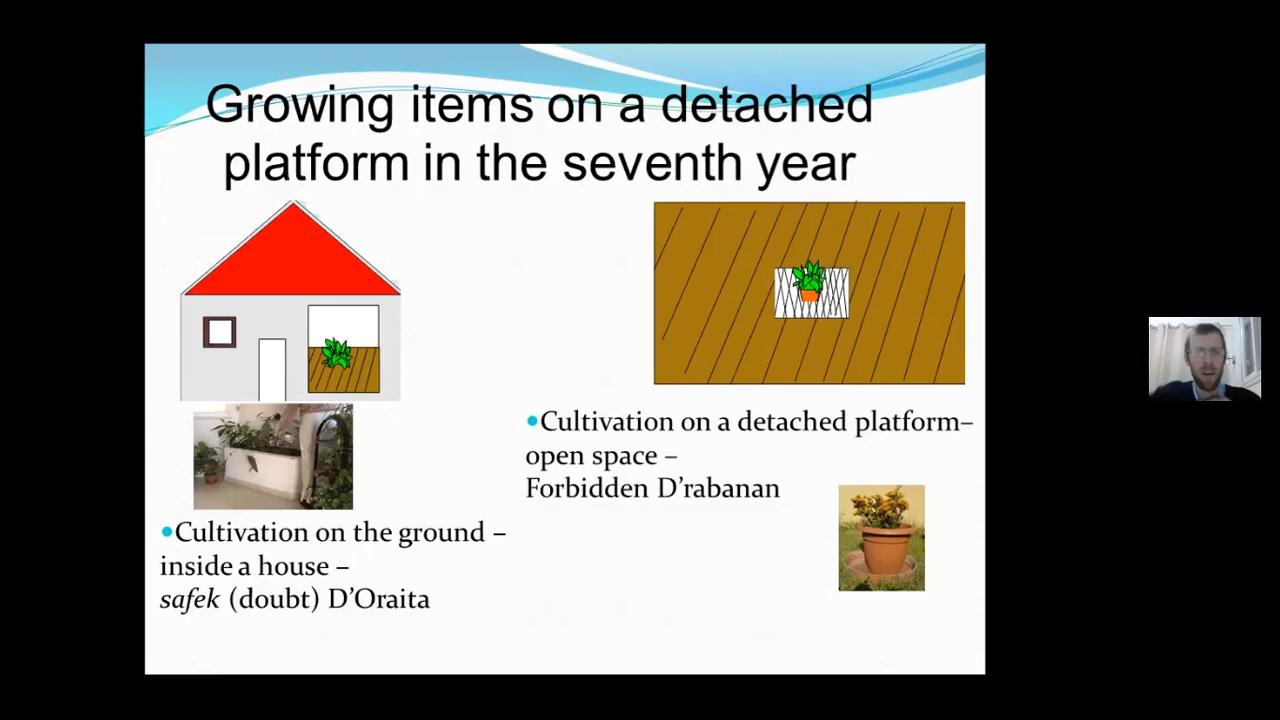 Growing items on a detached
platform in the seventh year
•Cultivation on the ground –
inside a house –
safek (doubt) D’Oraita
•Cultivation on a detached platform–
open space –
Forbidden D’rabanan